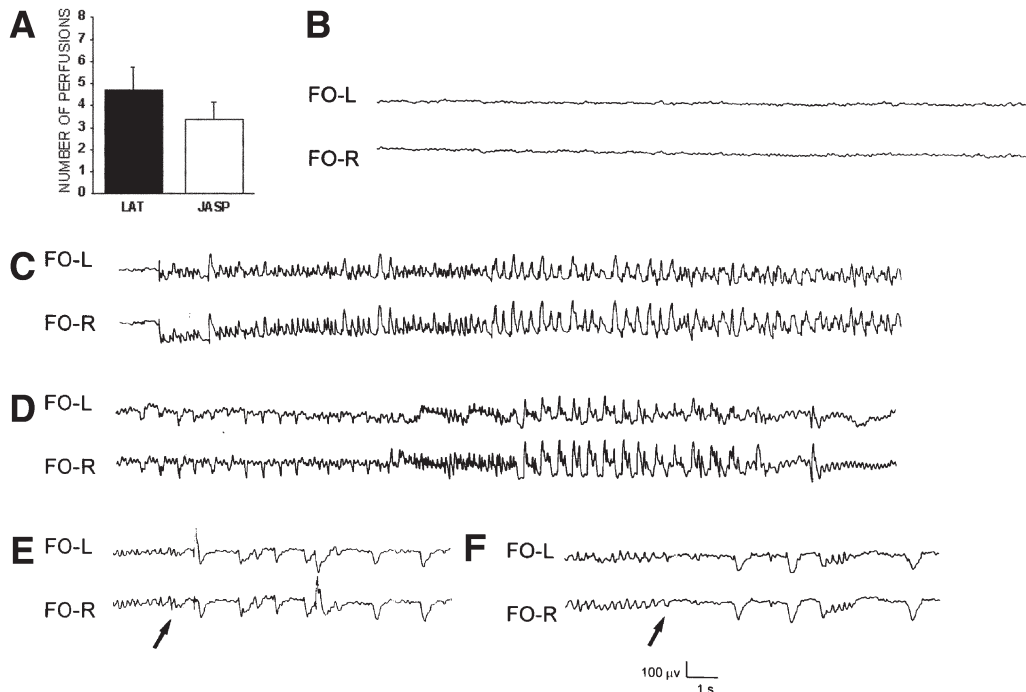 A
NUMBER OF PERFUSIONS
8
7
6
5
4
3
2
1
0
LAT JASP
B
FO-L
FO-R
C FO-L
FO-R
D FO-L
FO-R
E FO-L
FO-R
F FO-L
FO-R
100 μv
1 s